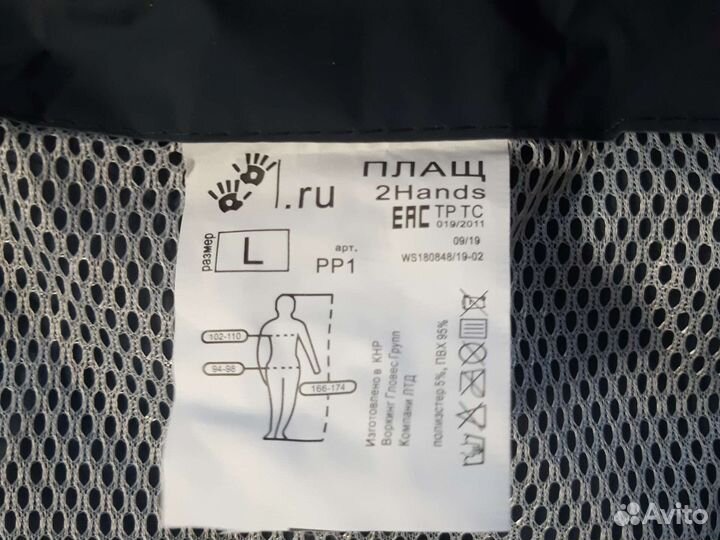 .ru
ПЛАЩ
2Hands
ЕАС ТР ТС
019/2011
09/19
WS180848/19-02
размер
L
арт.
PP1
102-110
94-98
166-174
Изготовлено в КНР
Воркинг Гловес Групп
Компани ЛТД
полиэстер 5%, ПВХ 95%
Avito